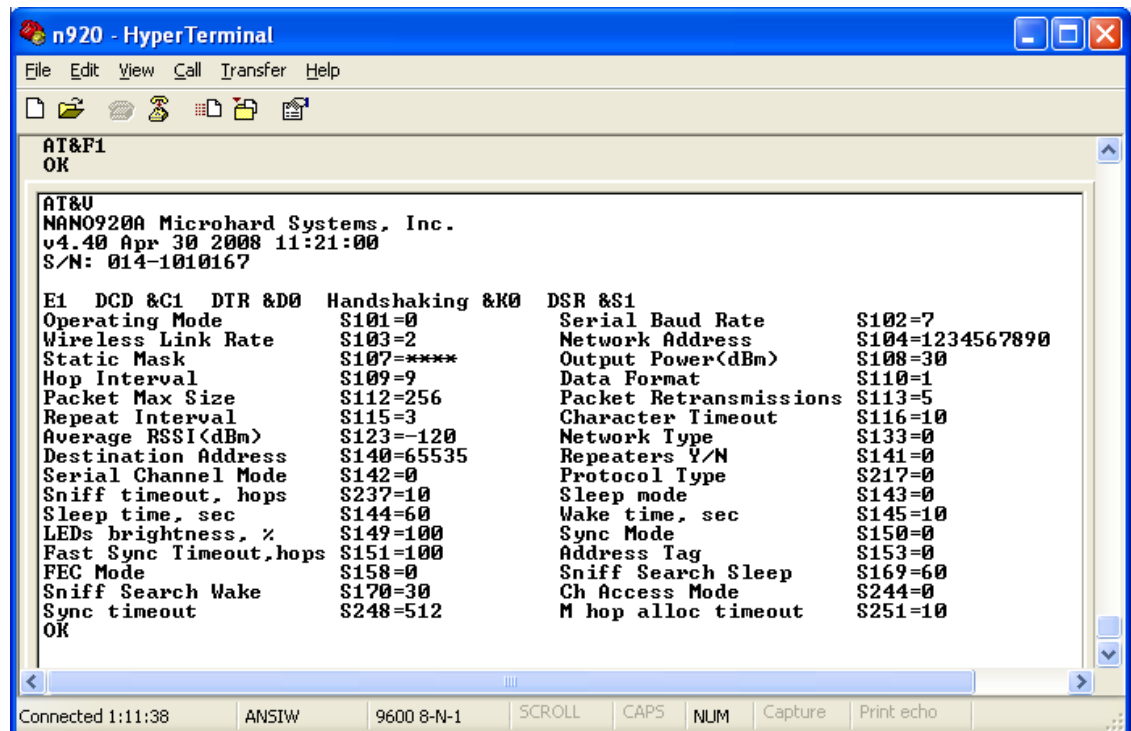 n920 - HyperTerminal
File Edit View Call Transfer Help
AT&F1
OK
AT&V
NANO920A Microhard Systems, Inc.
v4.40 Apr 30 2008 11:21:00
S/N: 014-1010167
E1 DCD &C1 DTR &D0 Handshaking &K0 DSR &S1
Operating Mode S101=0 Serial Baud Rate S102=7
Wireless Link Rate S103=2 Network Address S104=1234567890
Static Mask S107=**** Output Power(dBm) S108=30
Hop Interval S109=9 Data Format S110=1
Packet Max Size S112=256 Packet Retransmissions S113=5
Repeat Interval S115=3 Character Timeout S116=10
Average RSSI(dBm) S123=-120 Network Type S133=0
Destination Address S140=65535 Repeaters Y/N S141=0
Serial Channel Mode S142=0 Protocol Type S217=0
Sniff timeout, hops S237=10 Sleep mode S143=0
Sleep time, sec S144=60 Wake time, sec S145=10
LEDs brightness, % S149=100 Sync Mode S150=0
Fast Sync Timeout,hops S151=100 Address Tag S153=0
FEC Mode S158=0 Sniff Search Sleep S169=60
Sniff Search Wake S170=30 Ch Access Mode S244=0
Sync timeout S248=512 M hop alloc timeout S251=10
OK
Connected 1:11:38 ANSIW 9600 8-N-1 SCROLL CAPS NUM Capture Print echo